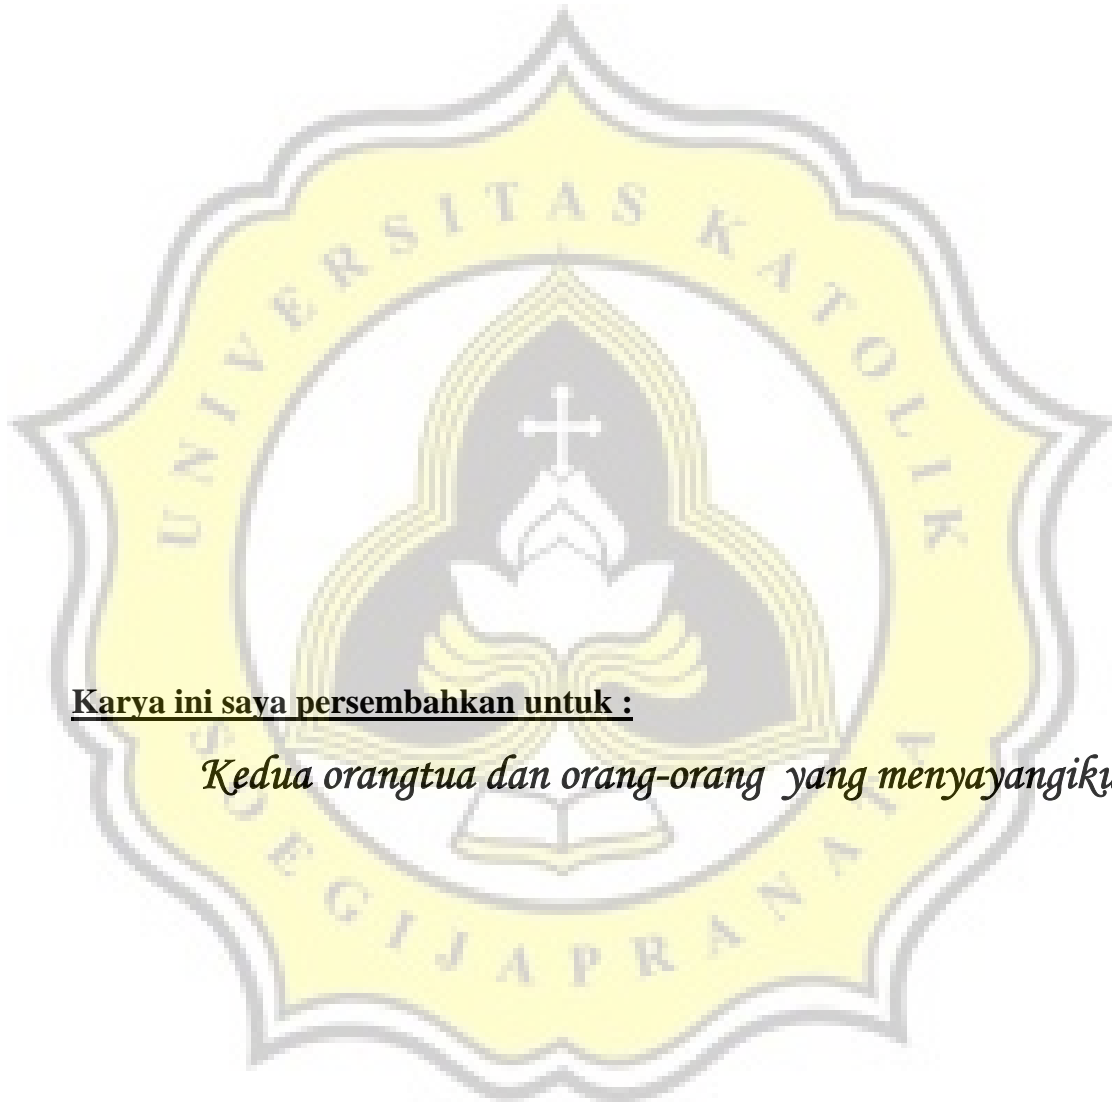 UNIVERSITAS KATOLIK
Karya ini saya persembahkan untuk :
Kedua orangtua dan orang-orang yang menyayangiku
SOEGIJAPRANATA